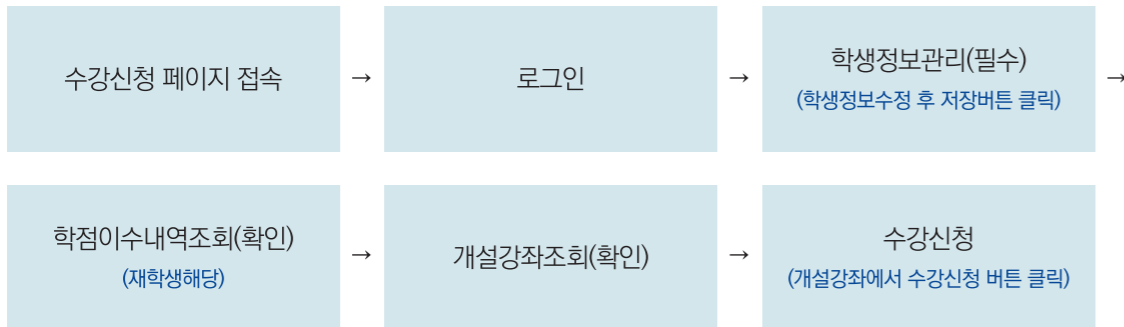 수강신청 페이지 접속
→
로그인
→
학생정보관리(필수)
(학생정보수정 후 저장버튼 클릭)
→
학점이수내역조회(확인)
(재학생해당)
→
개설강좌조회(확인)
→
수강신청
(개설강좌에서 수강신청 버튼 클릭)